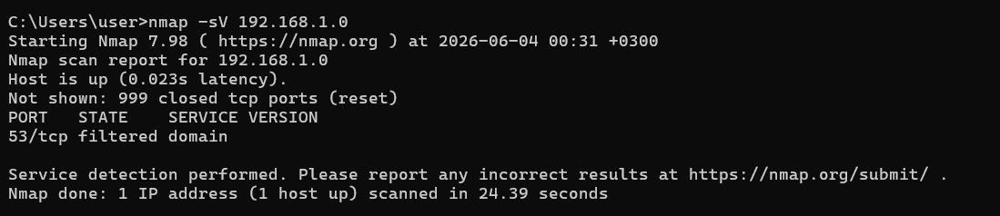 C:\Users\user>nmap -sV 192.168.1.0
Starting Nmap 7.98 ( https://nmap.org ) at 2026-06-04 00:31 +0300
Nmap scan report for 192.168.1.0
Host is up (0.023s latency).
Not shown: 999 closed tcp ports (reset)
PORT   STATE    SERVICE VERSION
53/tcp filtered domain
Service detection performed. Please report any incorrect results at https://nmap.org/submit/ .
Nmap done: 1 IP address (1 host up) scanned in 24.39 seconds